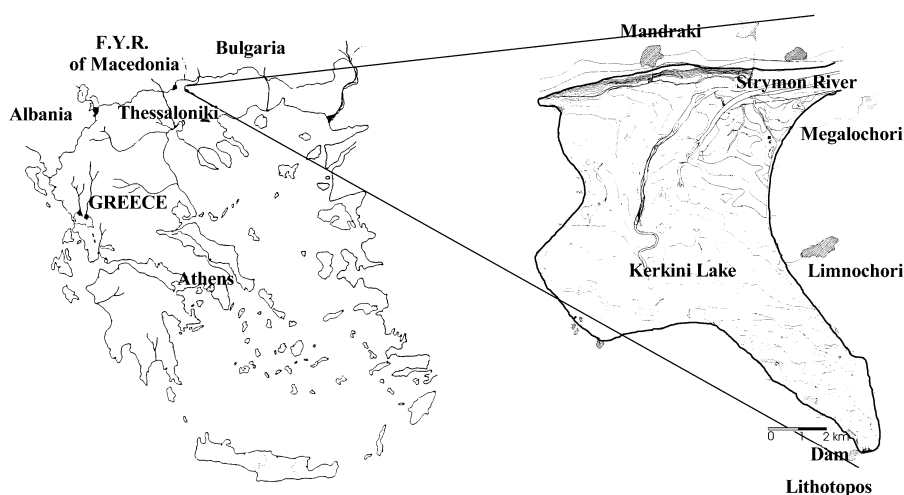 F.Y.R.
of Macedonia
Bulgaria
Albania
Thessaloniki
GREECE
Athens
Mandraki
Strymon River
Megalochori
Kerkini Lake
Limnochori
0 1 2 km
Dam
Lithotopos